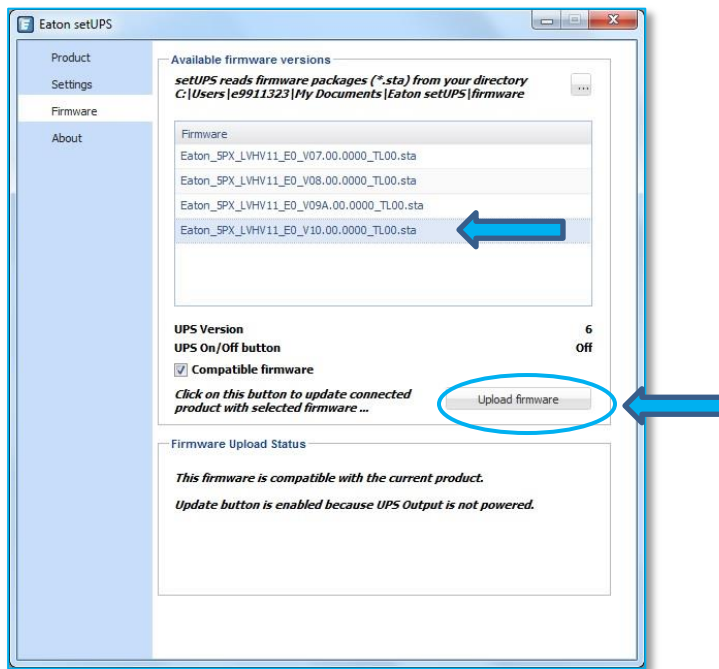 Eaton setUPS
Product
Settings
Firmware
About
Available firmware versions
setUPS reads firmware packages (*.sta) from your directory
C:|Users|e9911323|My Documents|Eaton setUPS|firmware
...
Firmware
Eaton_5PX_LVHV11_E0_V07.00.0000_TL00.sta
Eaton_5PX_LVHV11_E0_V08.00.0000_TL00.sta
Eaton_5PX_LVHV11_E0_V09A.00.0000_TL00.sta
Eaton_5PX_LVHV11_E0_V10.00.0000_TL00.sta
UPS Version 6
UPS On/Off button Off
Compatible firmware
Click on this button to update connected
product with selected firmware ...
Upload firmware
Firmware Upload Status
This firmware is compatible with the current product.
Update button is enabled because UPS Output is not powered.